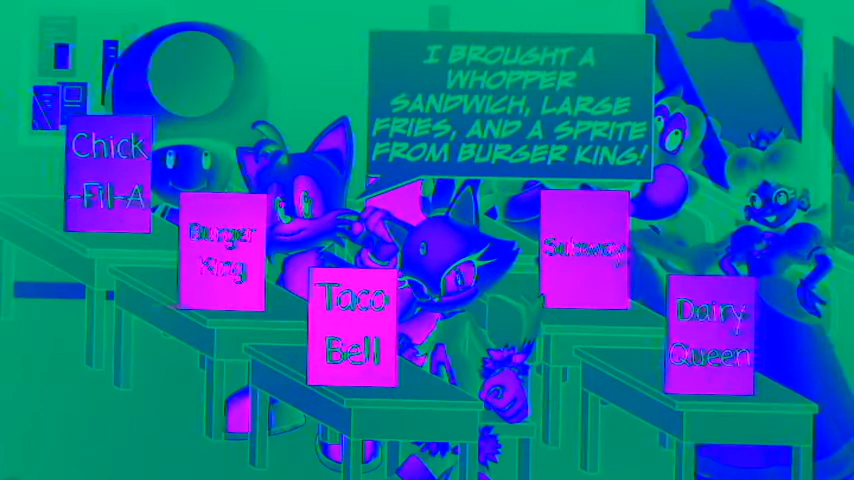 I BROUGHT A
WHOPPER
SANDWICH, LARGE
FRIES, AND A SPRITE
FROM BURGER KING!
Chick
-Fil-A
Burger
King
Taco
Bell
Subway
Dairy
Queen